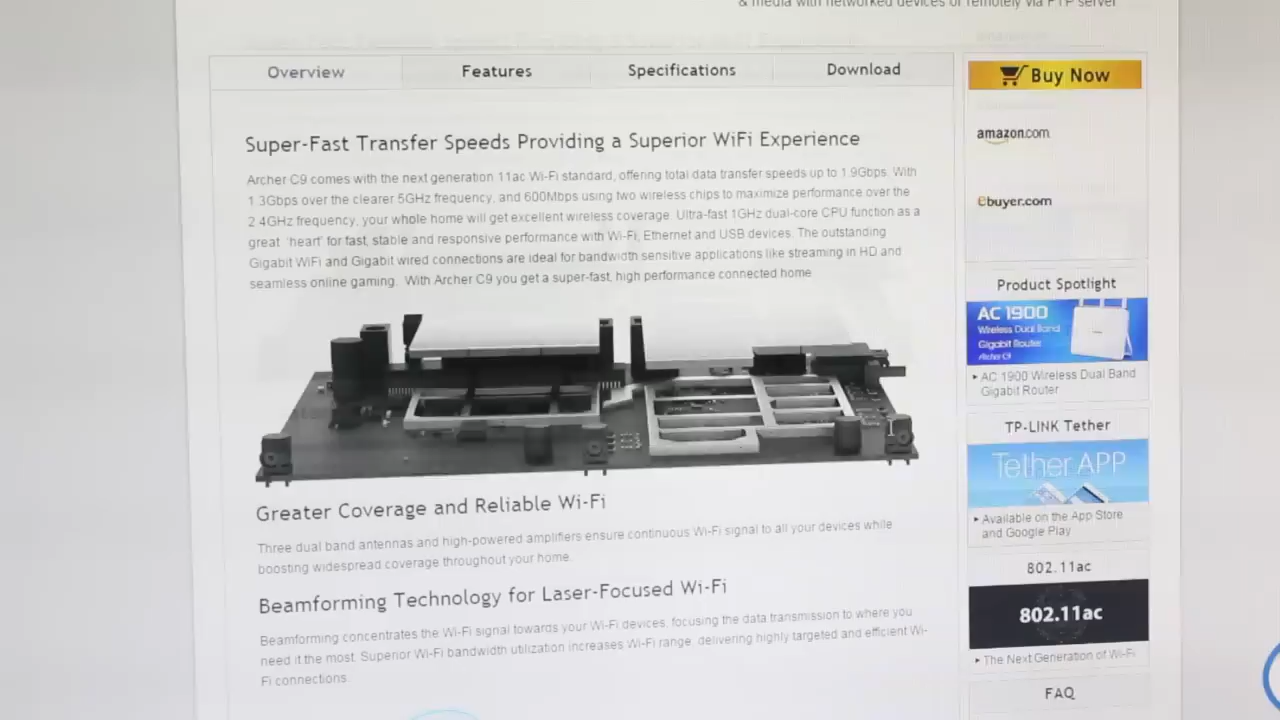 & media with networked devices or remotely via FTP server
Overview
Features
Specifications
Download
Super-Fast Transfer Speeds Providing a Superior WiFi Experience
Archer C9 comes with the next generation 11ac Wi-Fi standard, offering total data transfer speeds up to 1.9Gbps. With
1.3Gbps over the clearer 5GHz frequency, and 600Mbps using two wireless chips to maximize performance over the
2.4GHz frequency, your whole home will get excellent wireless coverage. Ultra-fast 1GHz dual-core CPU function as a
great 'heart' for fast, stable and responsive performance with Wi-Fi, Ethernet and USB devices. The outstanding
Gigabit WiFi and Gigabit wired connections are ideal for bandwidth sensitive applications like streaming in HD and
seamless online gaming. With Archer C9 you get a super-fast, high performance connected home
Greater Coverage and Reliable Wi-Fi
Three dual band antennas and high-powered amplifiers ensure continuous Wi-Fi signal to all your devices while
boosting widespread coverage throughout your home.
Beamforming Technology for Laser-Focused Wi-Fi
Beamforming concentrates the Wi-Fi signal towards your Wi-Fi devices, focusing the data transmission to where you
need it the most. Superior Wi-Fi bandwidth utilization increases Wi-Fi range, delivering highly targeted and efficient Wi-
Fi connections.
Buy Now
amazon.com
ebuyer.com
Product Spotlight
AC 1900
Wireless Dual Band
Gigabit Router
Archer C9
AC 1900 Wireless Dual Band
Gigabit Router
TP-LINK Tether
Tether APP
Available on the App Store
and Google Play
802.11ac
802.11ac
The Next Generation of Wi-Fi
FAQ